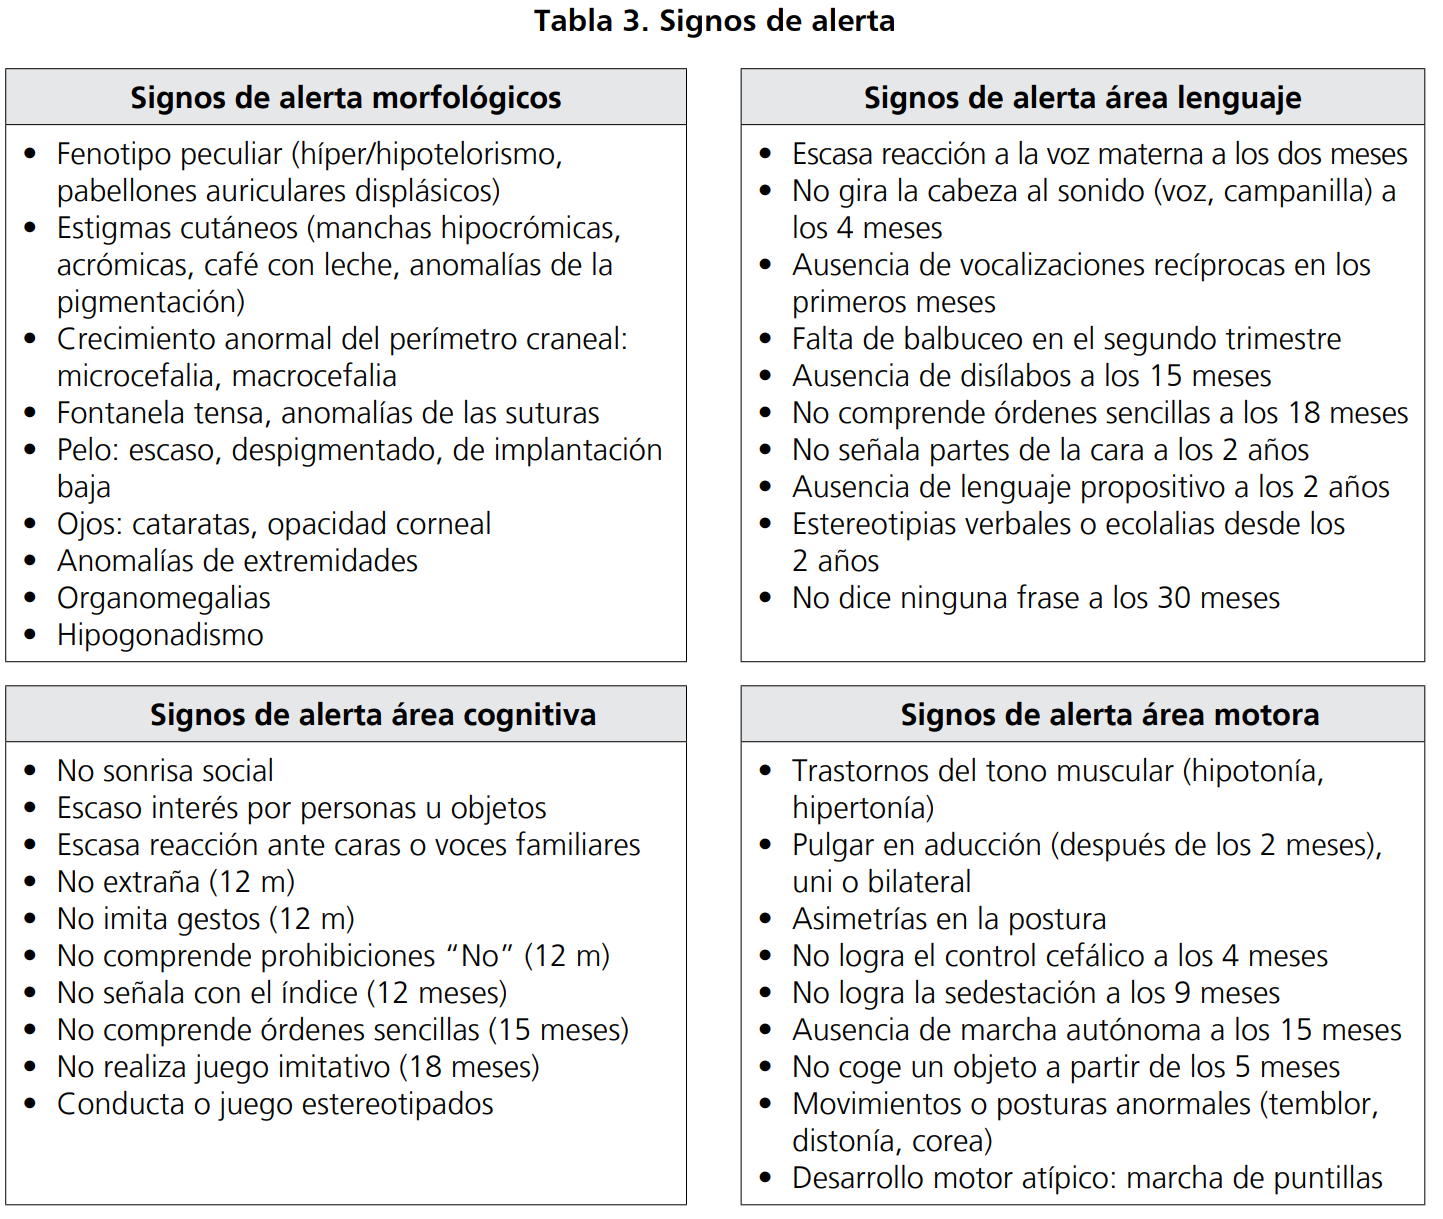 Tabla 3. Signos de alerta
Signos de alerta morfológicos
• Fenotipo peculiar (híper/hipotelorismo,
pabellones auriculares displásicos)
• Estigmas cutáneos (manchas hipocrómicas,
acrómicas, café con leche, anomalías de la
pigmentación)
• Crecimiento anormal del perímetro craneal:
microcefalia, macrocefalia
• Fontanela tensa, anomalías de las suturas
• Pelo: escaso, despigmentado, de implantación
baja
• Ojos: cataratas, opacidad corneal
• Anomalías de extremidades
• Organomegalias
• Hipogonadismo
Signos de alerta área lenguaje
• Escasa reacción a la voz materna a los dos meses
• No gira la cabeza al sonido (voz, campanilla) a
los 4 meses
• Ausencia de vocalizaciones recíprocas en los
primeros meses
• Falta de balbuceo en el segundo trimestre
• Ausencia de disílabos a los 15 meses
• No comprende órdenes sencillas a los 18 meses
• No señala partes de la cara a los 2 años
• Ausencia de lenguaje propositivo a los 2 años
• Estereotipias verbales o ecolalias desde los
2 años
• No dice ninguna frase a los 30 meses
Signos de alerta área cognitiva
• No sonrisa social
• Escaso interés por personas u objetos
• Escasa reacción ante caras o voces familiares
• No extraña (12 m)
• No imita gestos (12 m)
• No comprende prohibiciones “No” (12 m)
• No señala con el índice (12 meses)
• No comprende órdenes sencillas (15 meses)
• No realiza juego imitativo (18 meses)
• Conducta o juego estereotipados
Signos de alerta área motora
• Trastornos del tono muscular (hipotonía,
hipertonía)
• Pulgar en aducción (después de los 2 meses),
uni o bilateral
• Asimetrías en la postura
• No logra el control cefálico a los 4 meses
• No logra la sedestación a los 9 meses
• Ausencia de marcha autónoma a los 15 meses
• No coge un objeto a partir de los 5 meses
• Movimientos o posturas anormales (temblor,
distonía, corea)
• Desarrollo motor atípico: marcha de puntillas